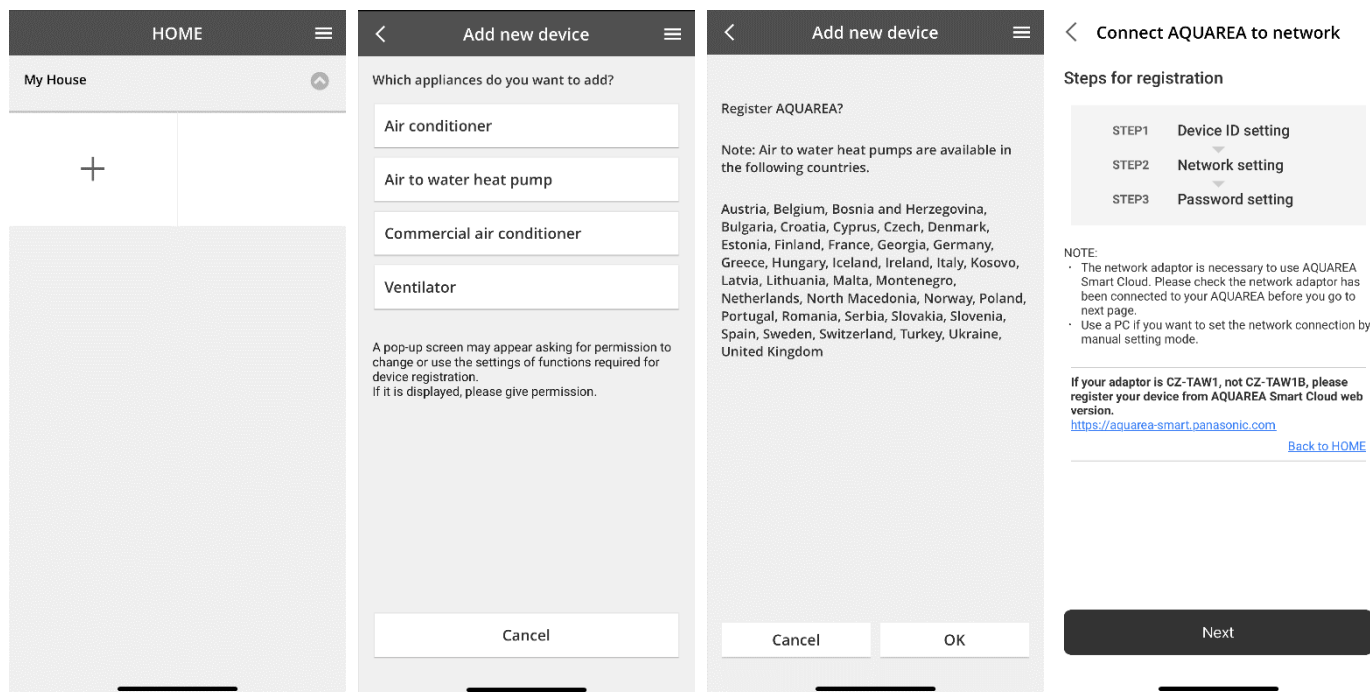 HOME
My House
Add new device
Which appliances do you want to add?
Air conditioner
Air to water heat pump
Commercial air conditioner
Ventilator
A pop-up screen may appear asking for permission to
change or use the settings of functions required for
device registration.
If it is displayed, please give permission.
Cancel
Add new device
Register AQUAREA?
Note: Air to water heat pumps are available in
the following countries.
Austria, Belgium, Bosnia and Herzegovina,
Bulgaria, Croatia, Cyprus, Czech, Denmark,
Estonia, Finland, France, Georgia, Germany,
Greece, Hungary, Iceland, Ireland, Italy, Kosovo,
Latvia, Lithuania, Malta, Montenegro,
Netherlands, North Macedonia, Norway, Poland,
Portugal, Romania, Serbia, Slovakia, Slovenia,
Spain, Sweden, Switzerland, Turkey, Ukraine,
United Kingdom
Cancel
OK
Connect AQUAREA to network
Steps for registration
STEP1 Device ID setting
STEP2 Network setting
STEP3 Password setting
NOTE:
· The network adaptor is necessary to use AQUAREA
Smart Cloud. Please check the network adaptor has
been connected to your AQUAREA before you go to
next page.
· Use a PC if you want to set the network connection by
manual setting mode.
If your adaptor is CZ-TAW1, not CZ-TAW1B, please
register your device from AQUAREA Smart Cloud web
version.
https://aquarea-smart.panasonic.com
Back to HOME
Next